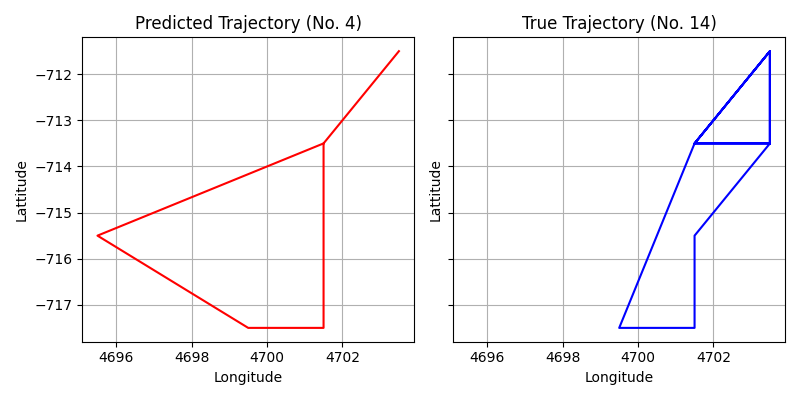 Predicted Trajectory (No. 4)
True Trajectory (No. 14)
Lattitude
−712
−713
−714
−715
−716
−717
4696 4698 4700 4702
Longitude
Lattitude
4696 4698 4700 4702
Longitude